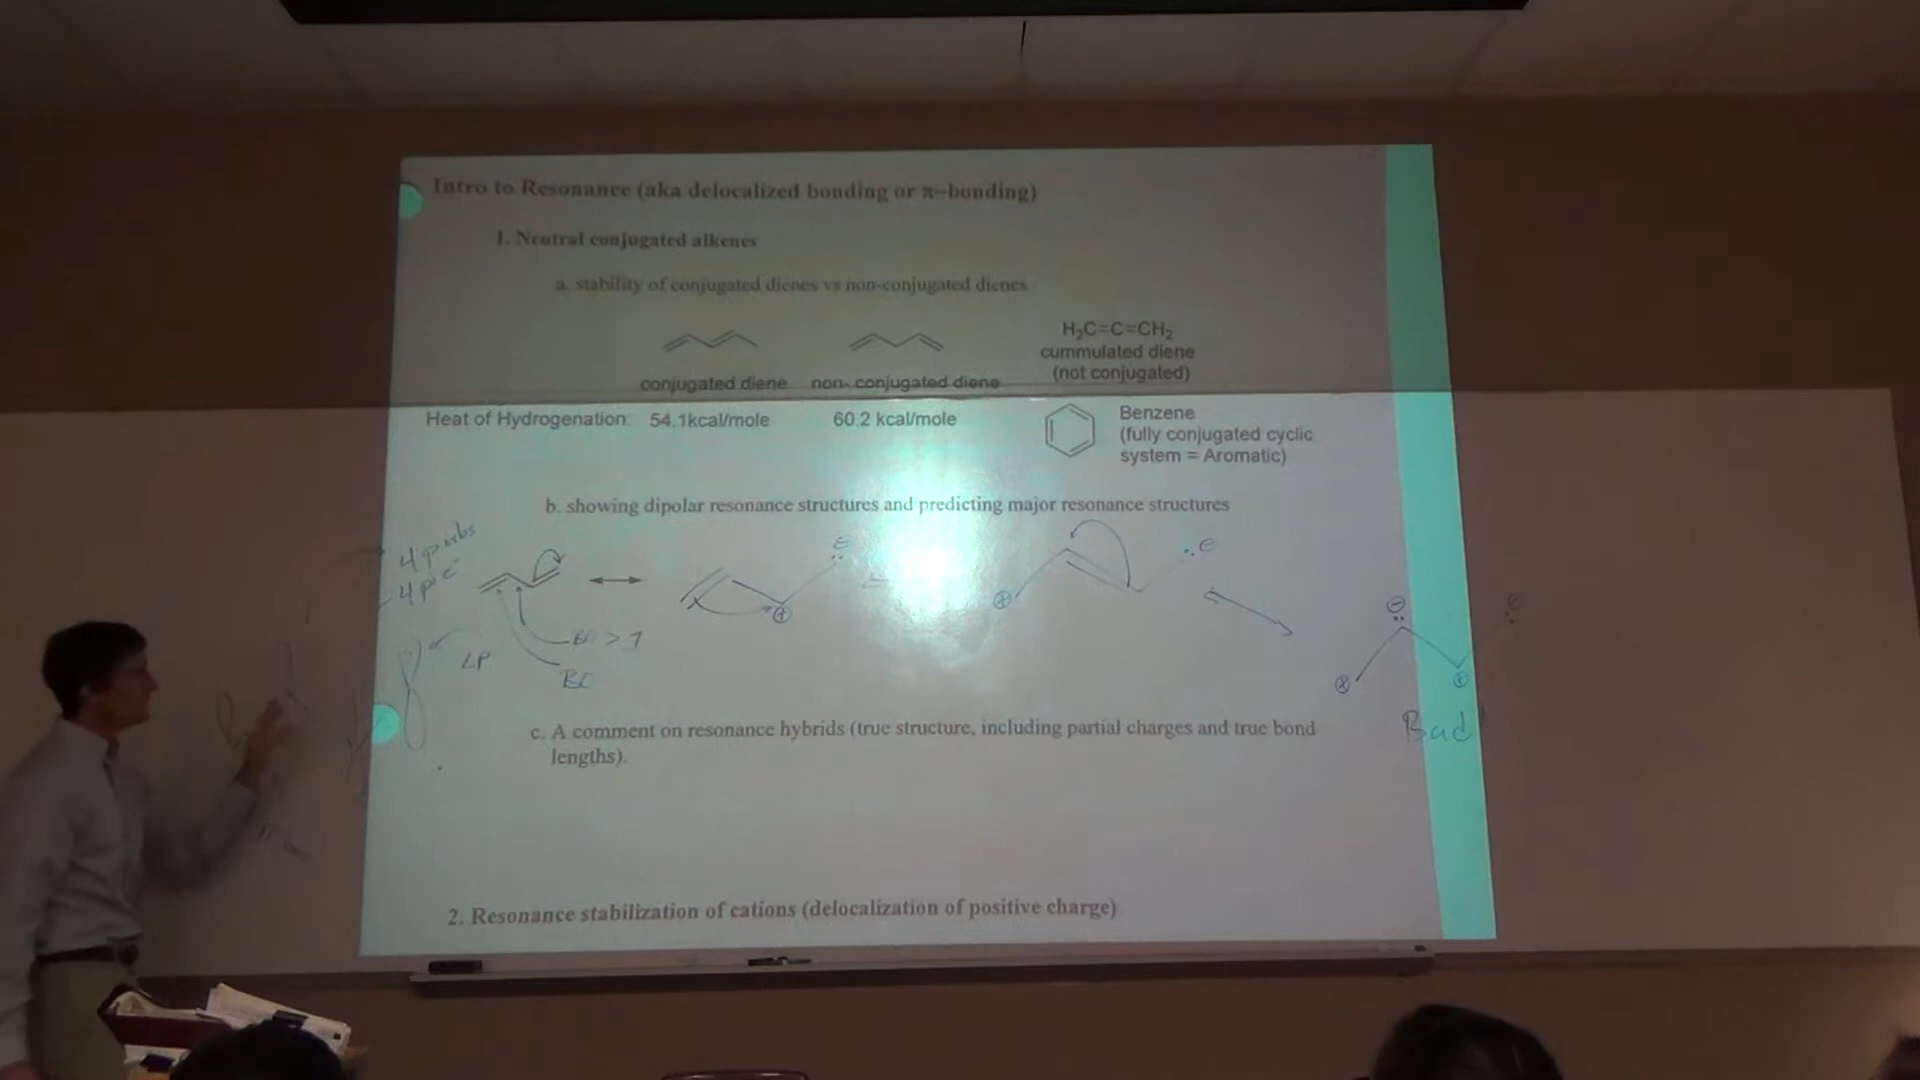 Intro to Resonance (aka delocalized bonding or π-bonding)
1. Neutral conjugated alkenes
a. stability of conjugated dienes vs non-conjugated dienes
H₂C=C=CH₂
cummulated diene
(not conjugated)
conjugated diene non- conjugated diene
Heat of Hydrogenation: 54.1kcal/mole 60.2 kcal/mole
Benzene
(fully conjugated cyclic
system = Aromatic)
b. showing dipolar resonance structures and predicting major resonance structures
4 p orbs
4 p e⁻
> 1
LP
⊕
⊕
⊖
⊕
⊕
Bad
c. A comment on resonance hybrids (true structure, including partial charges and true bond
lengths).
2. Resonance stabilization of cations (delocalization of positive charge)